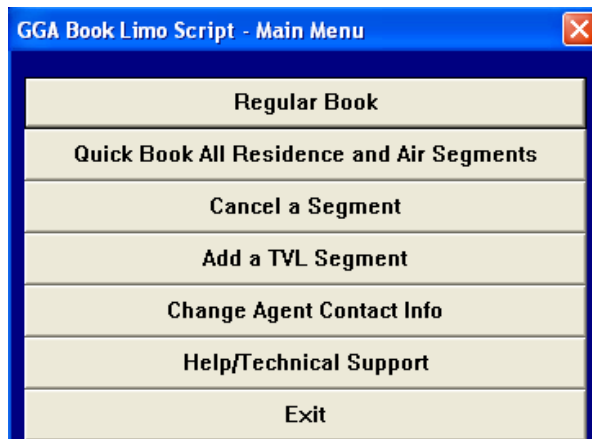 GGA Book Limo Script - Main Menu
Regular Book
Quick Book All Residence and Air Segments
Cancel a Segment
Add a TVL Segment
Change Agent Contact Info
Help/Technical Support
Exit